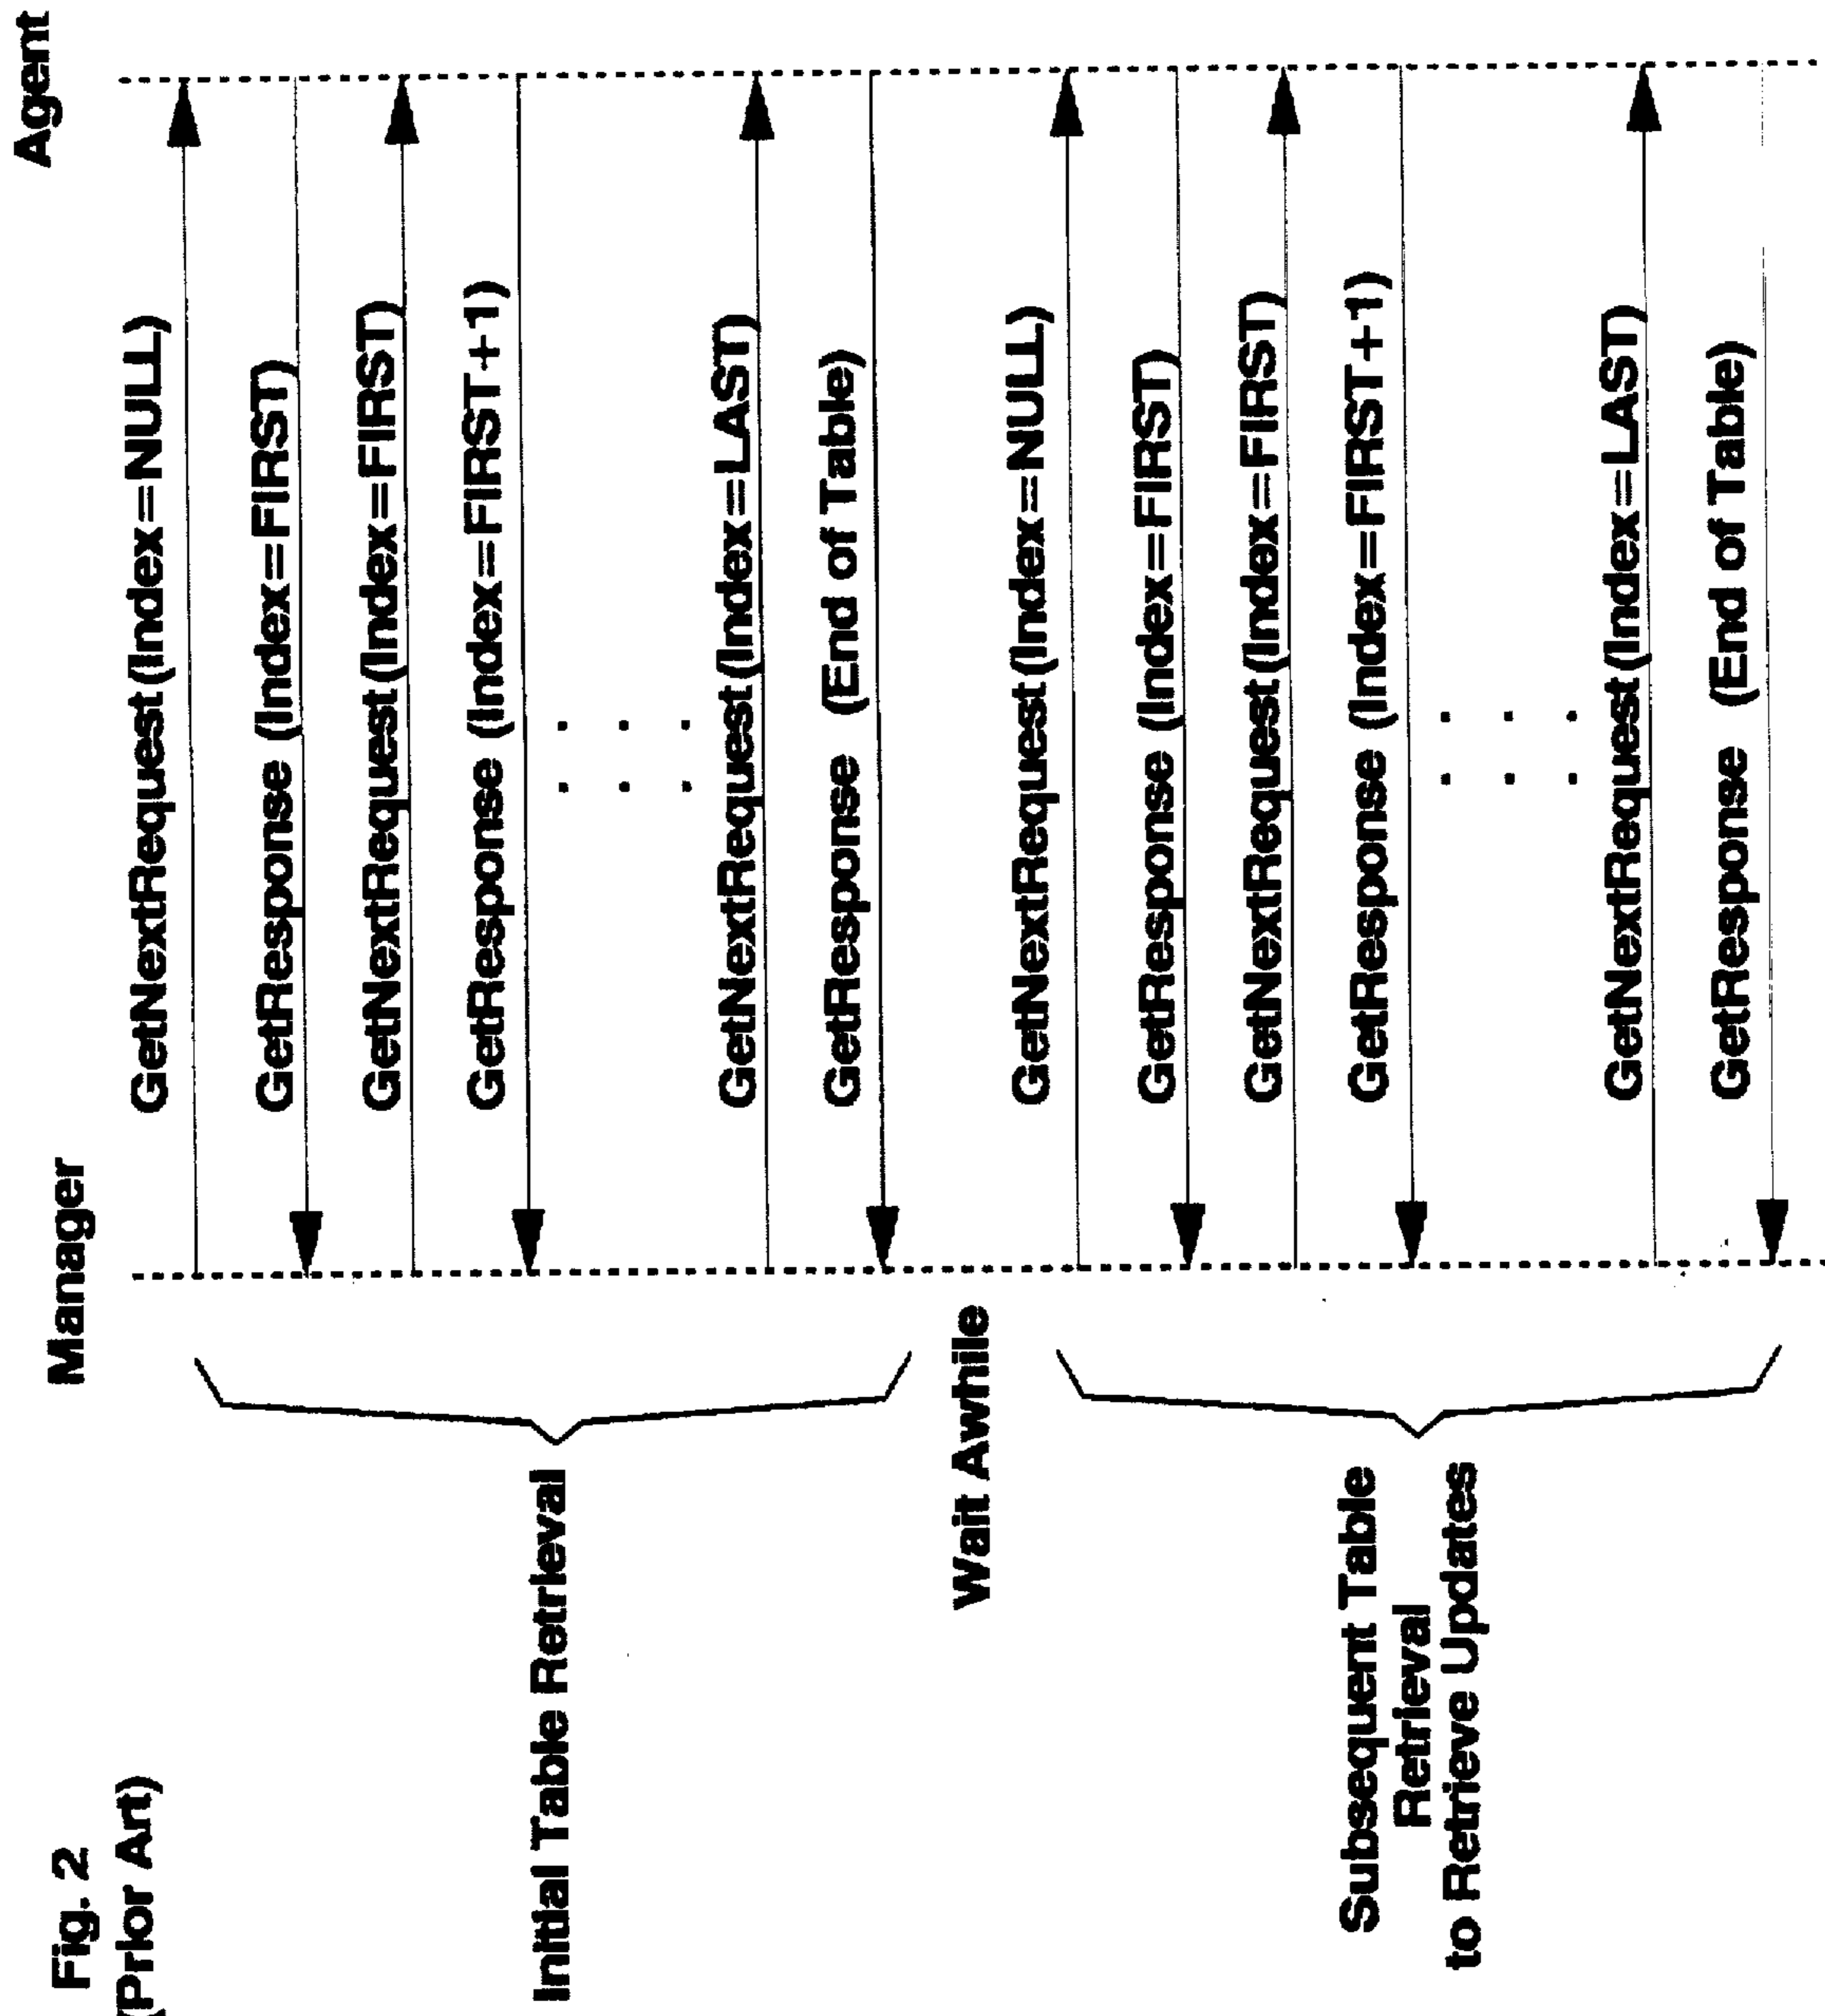 Fig. 2
(Prior Art)
Manager
Agent
GetNextRequest(Index=NULL)
GetResponse (Index=FIRST)
GetNextRequest(Index=FIRST)
GetResponse (Index=FIRST+1)
. . .
. . .
GetNextRequest(Index=LAST)
GetResponse (End of Table)
Initial Table Retrieval
Wait Awhile
GetNextRequest(Index=NULL)
GetResponse (Index=FIRST)
GetNextRequest(Index=FIRST)
GetResponse (Index=FIRST+1)
. . .
. . .
GetNextRequest(Index=LAST)
GetResponse (End of Table)
Subsequent Table
Retrieval
to Retrieve Updates